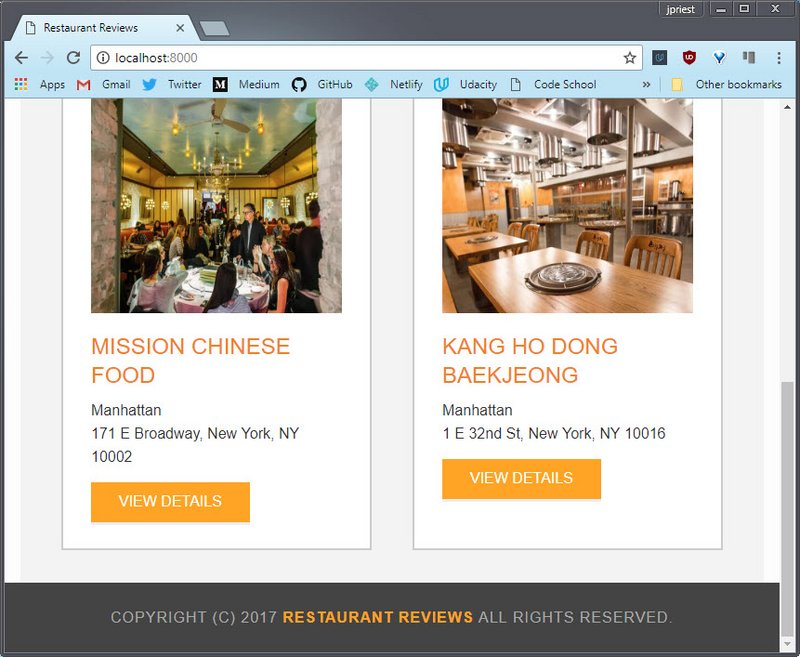 jpriest
Restaurant Reviews
localhost:8000
Apps Gmail Twitter Medium GitHub Netlify Udacity Code School » Other bookmarks
MISSION CHINESE
FOOD
Manhattan
171 E Broadway, New York, NY
10002
VIEW DETAILS
KANG HO DONG
BAEKJEONG
Manhattan
1 E 32nd St, New York, NY 10016
VIEW DETAILS
COPYRIGHT (C) 2017 RESTAURANT REVIEWS ALL RIGHTS RESERVED.